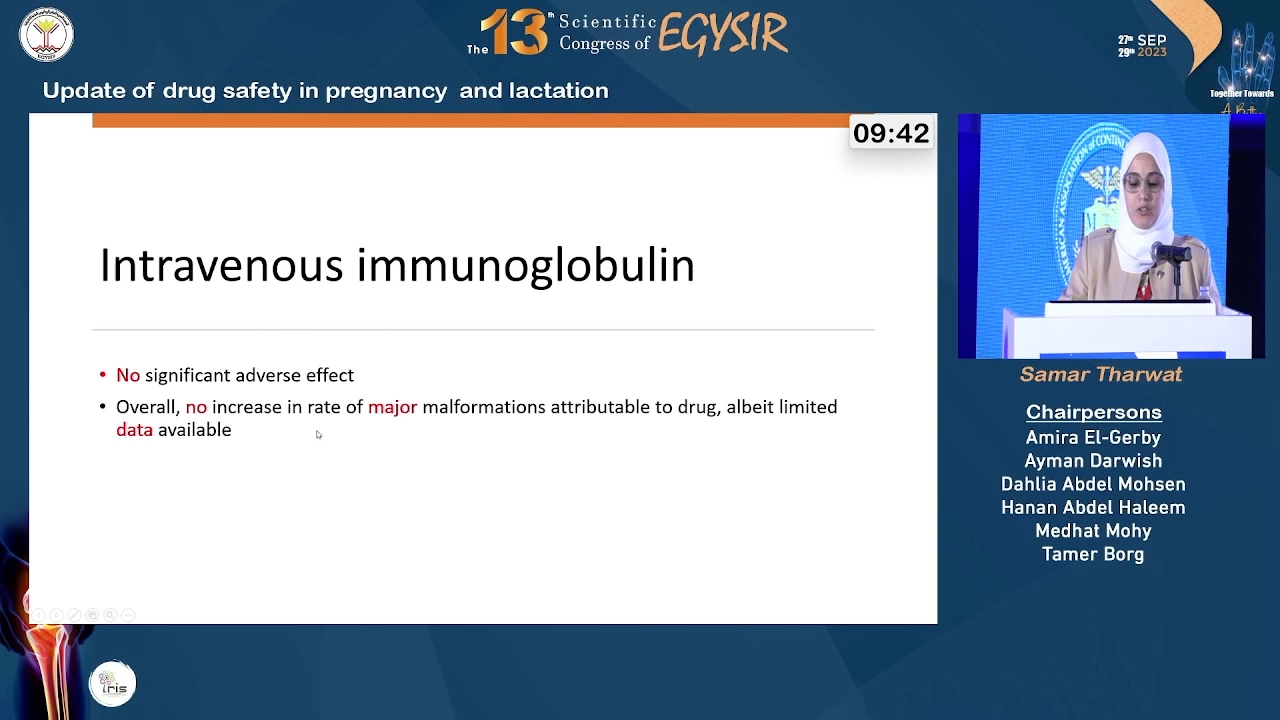 The 13th Scientific Congress of EGYSIR
27th SEP
29th 2023
Together Towards
Update of drug safety in pregnancy and lactation
09:42
Intravenous immunoglobulin
• No significant adverse effect
• Overall, no increase in rate of major malformations attributable to drug, albeit limited
data available
Samar Tharwat
Chairpersons
Amira El-Gerby
Ayman Darwish
Dahlia Abdel Mohsen
Hanan Abdel Haleem
Medhat Mohy
Tamer Borg
iris